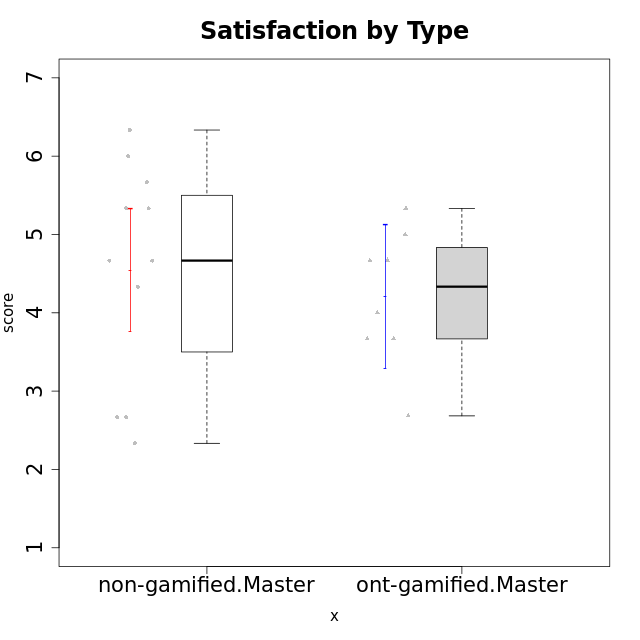 Satisfaction by Type
7
6
5
4
3
2
1
score
non-gamified.Master
ont-gamified.Master
x